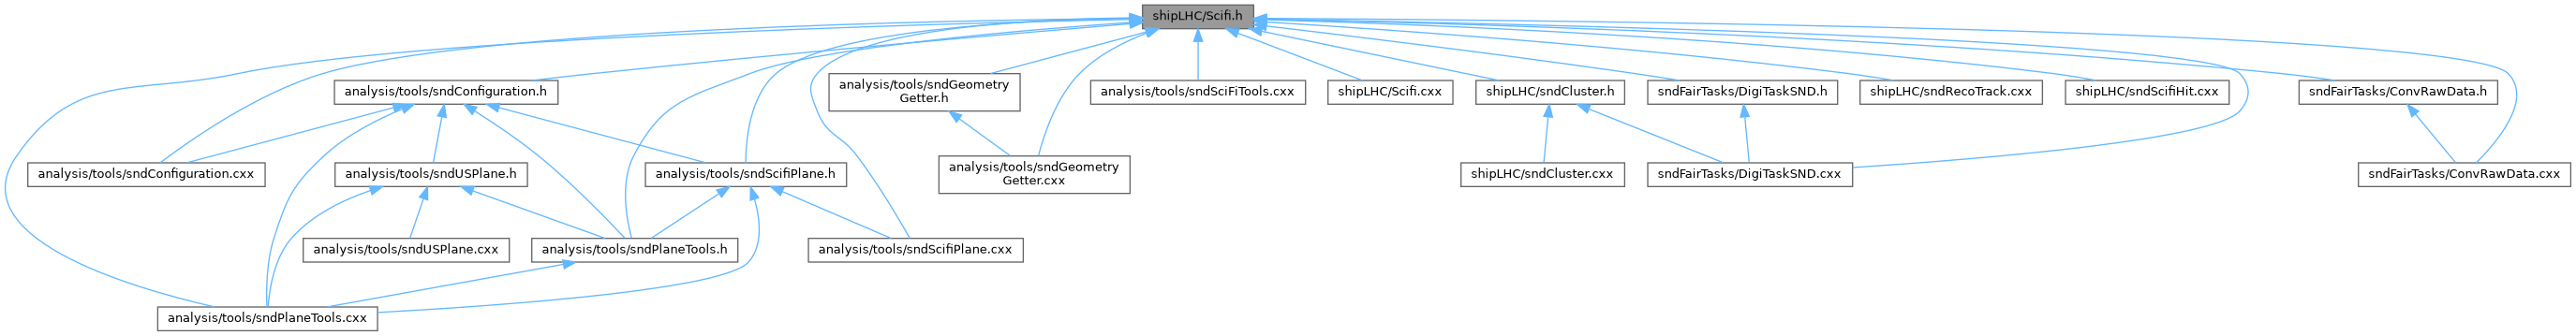 shipLHC/Scifi.h
analysis/tools/sndConfiguration.h
analysis/tools/sndGeometry
Getter.h
analysis/tools/sndSciFiTools.cxx
shipLHC/Scifi.cxx
shipLHC/sndCluster.h
sndFairTasks/DigiTaskSND.h
shipLHC/sndRecoTrack.cxx
shipLHC/sndScifiHit.cxx
sndFairTasks/ConvRawData.h
analysis/tools/sndConfiguration.cxx
analysis/tools/sndUSPlane.h
analysis/tools/sndScifiPlane.h
analysis/tools/sndGeometry
Getter.cxx
shipLHC/sndCluster.cxx
sndFairTasks/DigiTaskSND.cxx
sndFairTasks/ConvRawData.cxx
analysis/tools/sndUSPlane.cxx
analysis/tools/sndPlaneTools.h
analysis/tools/sndScifiPlane.cxx
analysis/tools/sndPlaneTools.cxx